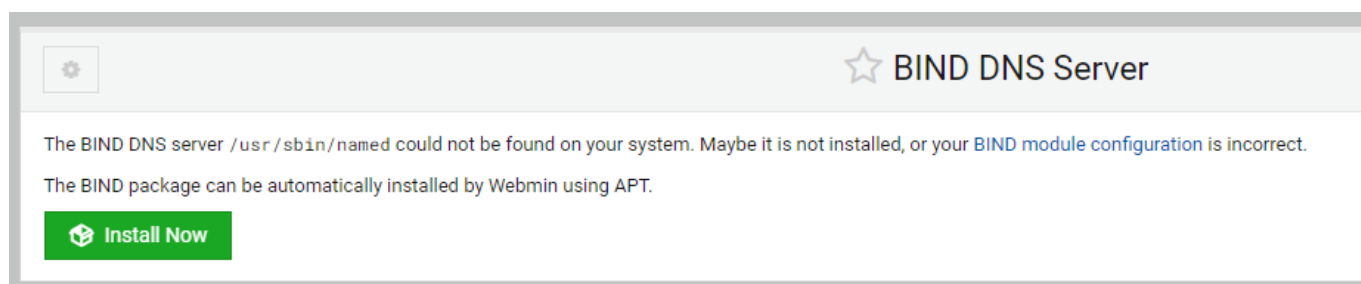 BIND DNS Server
The BIND DNS server /usr/sbin/named could not be found on your system. Maybe it is not installed, or your BIND module configuration is incorrect.
The BIND package can be automatically installed by Webmin using APT.
Install Now